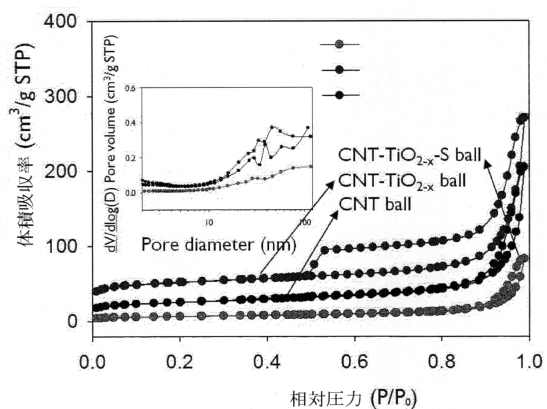 400
300
200
100
0
体積吸収率 (cm³/g STP)
dV/dlog(D) Pore volume (cm³/g STP)
0.6
0.4
0.2
0.0
10
100
Pore diameter (nm)
CNT-TiO₂₋ₓ-S ball
CNT-TiO₂₋ₓ ball
CNT ball
0.0 0.2 0.4 0.6 0.8 1.0
相対圧力 (P/P₀)